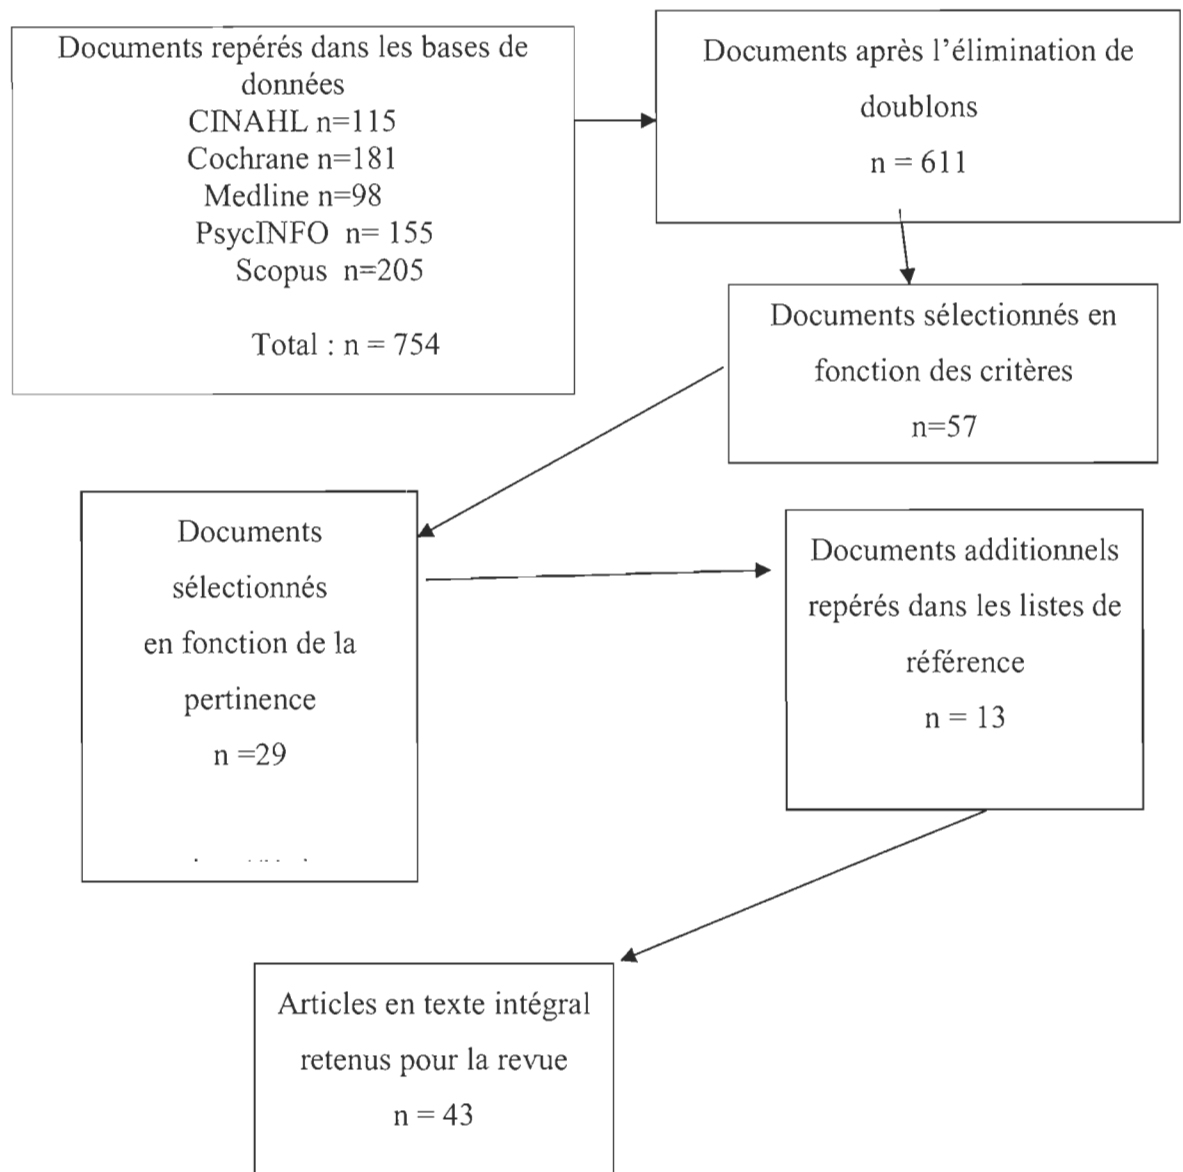 Documents repérés dans les bases de
données
CINAHL n=115
Cochrane n=181
Medline n=98
PsycINFO n= 155
Scopus n=205
Total : n = 754
Documents après l'élimination de
doublons
n = 611
Documents sélectionnés en
fonction des critères
n=57
Documents
sélectionnés
en fonction de la
pertinence
n =29
Documents additionnels
repérés dans les listes de
référence
n = 13
Articles en texte intégral
retenus pour la revue
n = 43